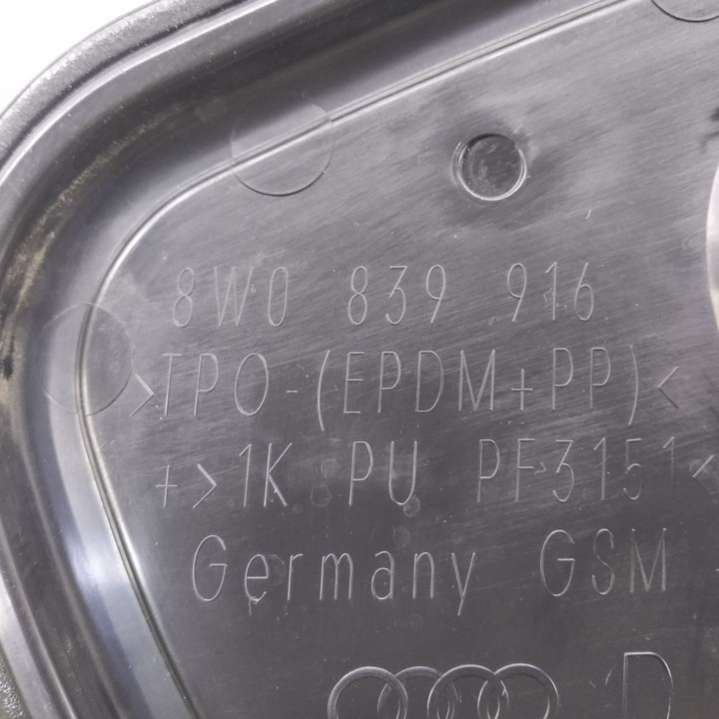 8W0 839 916
>TPO-(EPDM+PP)<
+>1K PU PF3151<
Germany GSM
D